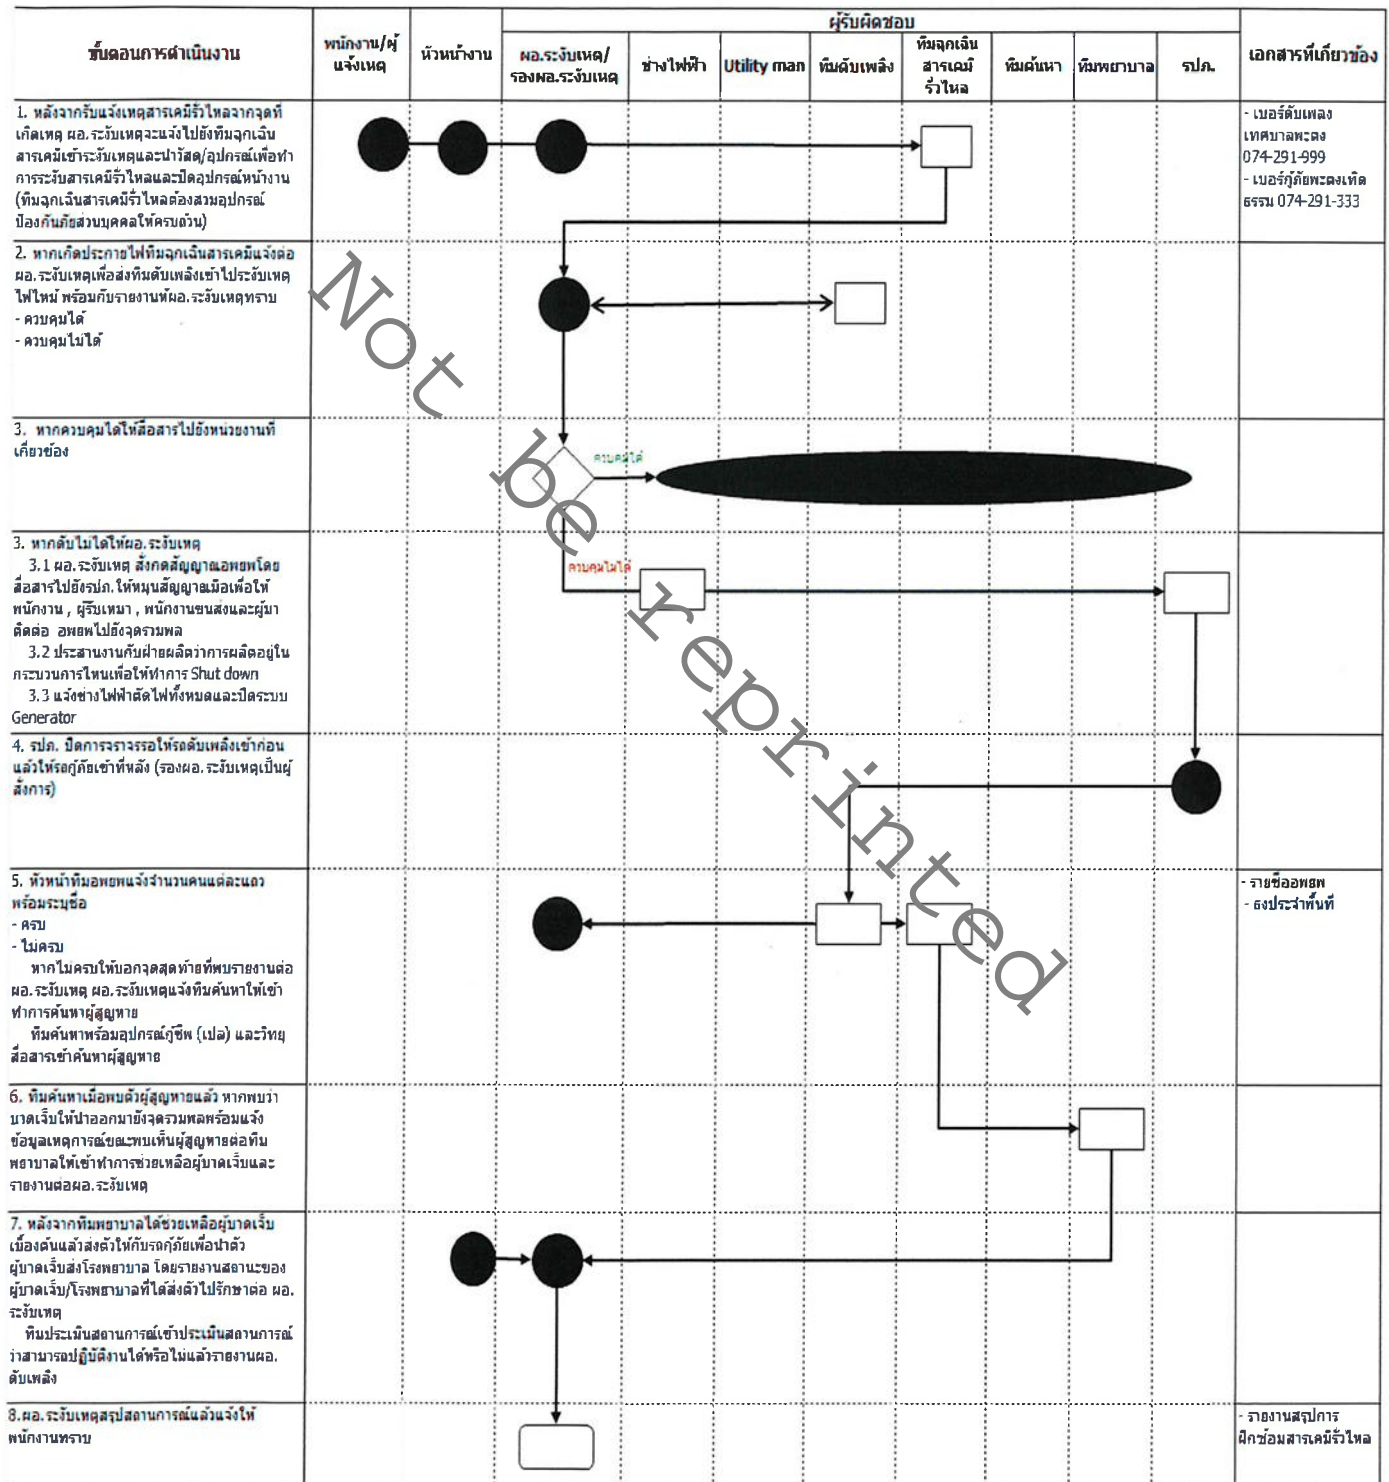 ขั้นตอนการดำเนินงาน
ผู้รับผิดชอบ
เอกสารที่เกี่ยวข้อง
พนักงาน/ผู้
แจ้งเหตุ
หัวหน้างาน
ผอ.ระงับเหตุ/
รองผอ.ระงับเหตุ
ช่างไฟฟ้า
Utility man
ทีมดับเพลิง
ทีมฉุกเฉิน
สารเคมี
รั่วไหล
ทีมค้นหา
ทีมพยาบาล
รปภ.
1. หลังจากรับแจ้งเหตุสารเคมีรั่วไหลจากจุดที่
เกิดเหตุ ผอ.ระงับเหตุจะแจ้งไปยังทีมฉุกเฉิน
สารเคมีเข้าระงับเหตุและนำวัสดุ/อุปกรณ์เพื่อทำ
การระงับสารเคมีรั่วไหลและปิดอุปกรณ์หน้างาน
(ทีมฉุกเฉินสารเคมีรั่วไหลต้องสวมอุปกรณ์
ป้องกันภัยส่วนบุคคลให้ครบถ้วน)
- เบอร์ดับเพลง
เทศบาลพะตง
074-291-999
- เบอร์กู้ภัยพะตงเทิด
ธรรม 074-291-333
2. หากเกิดประกายไฟทีมฉุกเฉินสารเคมีแจ้งต่อ
ผอ.ระงับเหตุเพื่อส่งทีมดับเพลิงเข้าไประงับเหตุ
ไฟไหม้ พร้อมกับรายงานห้ผอ.ระงับเหตุทราบ
- ควบคุมได้
- ควบคุมไม่ได้
3. หากควบคุมได้ให้สื่อสารไปยังหน่วยงานที่
เกี่ยวข้อง
ควบคุมได้
3. หากดับไม่ได้ให้ผอ.ระงับเหตุ
3.1 ผอ.ระงับเหตุ สั่งกดสัญญาณอพยพโดย
สื่อสารไปยังรปภ.ให้หมุนสัญญาณมือเพื่อให้
พนักงาน , ผู้รับเหมา , พนักงานขนส่งและผู้มา
ติดต่อ อพยพไปยังจุดรวมพล
3.2 ประสานงานกับฝ่ายผลิตว่าการผลิตอยู่ใน
กระบวนการไหนเพื่อให้ทำการ Shut down
3.3 แจ้งช่างไฟฟ้าตัดไฟทั้งหมดและปิดระบบ
Generator
ควบคุมไม่ได้
4. รปภ. ปิดการจราจรรอให้รถดับเพลิงเข้าก่อน
แล้วให้รถกู้ภัยเข้าที่หลัง (รองผอ.ระงับเหตุเป็นผู้
สั่งการ)
5. หัวหน้าทีมอพยพแจ้งจำนวนคนแต่ละแถว
พร้อมระบุชื่อ
- ครบ
- ไม่ครบ
หากไม่ครบให้บอกจุดสุดท้ายที่พบรายงานต่อ
ผอ.ระงับเหตุ ผอ.ระงับเหตุแจ้งทีมค้นหาให้เข้า
ทำการค้นหาผู้สูญหาย
ทีมค้นหาพร้อมอุปกรณ์กู้ชีพ (เปล) และวิทยุ
สื่อสารเข้าค้นหาผู้สูญหาย
- รายชื่ออพยพ
- ธงประจำพื้นที่
6. ทีมค้นหาเมื่อพบตัวผู้สูญหายแล้ว หากพบว่า
บาดเจ็บให้นำออกมายังจุดรวมพลพร้อมแจ้ง
ข้อมูลเหตุการณ์ขณะพบเห็นผู้สูญหายต่อทีม
พยาบาลให้เข้าทำการช่วยเหลือผู้บาดเจ็บและ
รายงานต่อผอ.ระงับเหตุ
7. หลังจากทีมพยาบาลได้ช่วยเหลือผู้บาดเจ็บ
เบื้องต้นแล้วส่งตัวให้กับรถกู้ภัยเพื่อนำตัว
ผู้บาดเจ็บส่งโรงพยาบาล โดยรายงานสถานะของ
ผู้บาดเจ็บ/โรงพยาบาลที่ได้ส่งตัวไปรักษาต่อ ผอ.
ระงับเหตุ
ทีมประเมินสถานการณ์เข้าประเมินสถานการณ์
ว่าสามารถปฏิบัติงานได้หรือไม่แล้วรายงานผอ.
ดับเพลิง
8.ผอ.ระงับเหตุสรุปสถานการณ์แล้วแจ้งให้
พนักงานทราบ
- รายงานสรุปการ
ฝึกซ้อมสารเคมีรั่วไหล
Not be reprinted